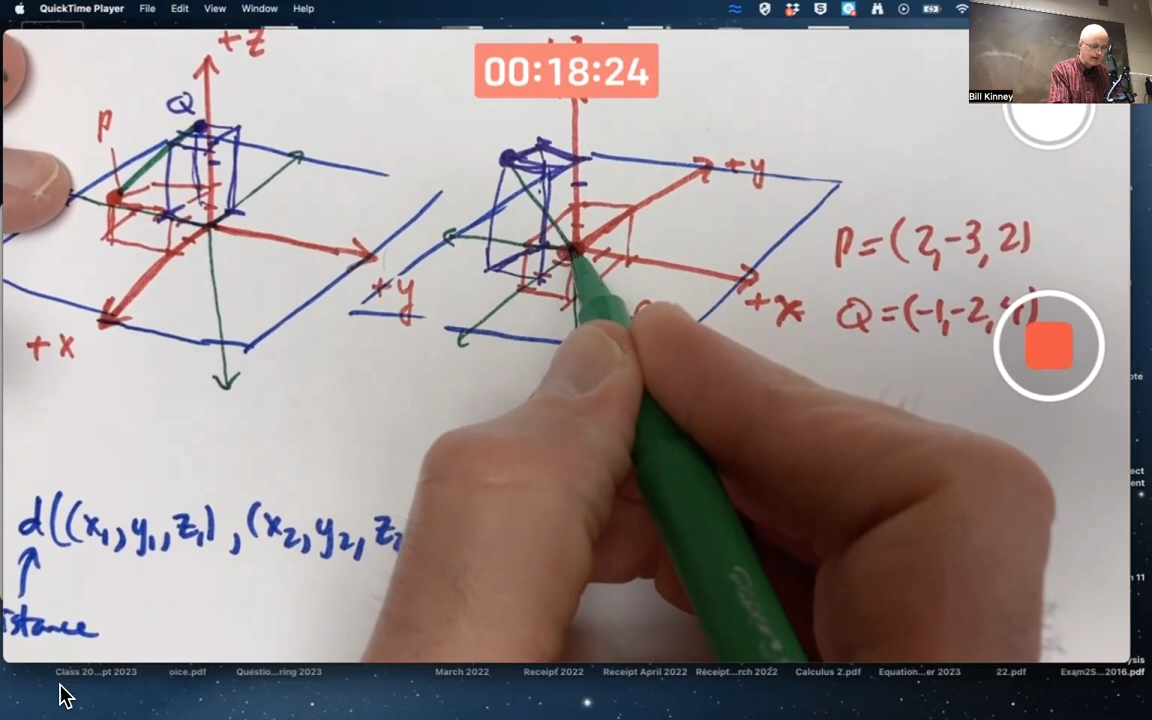 QuickTime Player File Edit View Window Help
00:18:24
Bill Kinney
+z
Q
P
+y
+x
+y
+x
P=(2,-3,2)
Q=(-1,-2,4)
d((x₁,y₁,z₁),(x₂,y₂,z₂
istance
Class 20...pt 2023 oice.pdf Questio...ring 2023 March 2022 Receipt 2022 Receipt April 2022 Receipt...rch 2022 Calculus 2.pdf Equation...er 2023 22.pdf Exam2S...2016.pdf